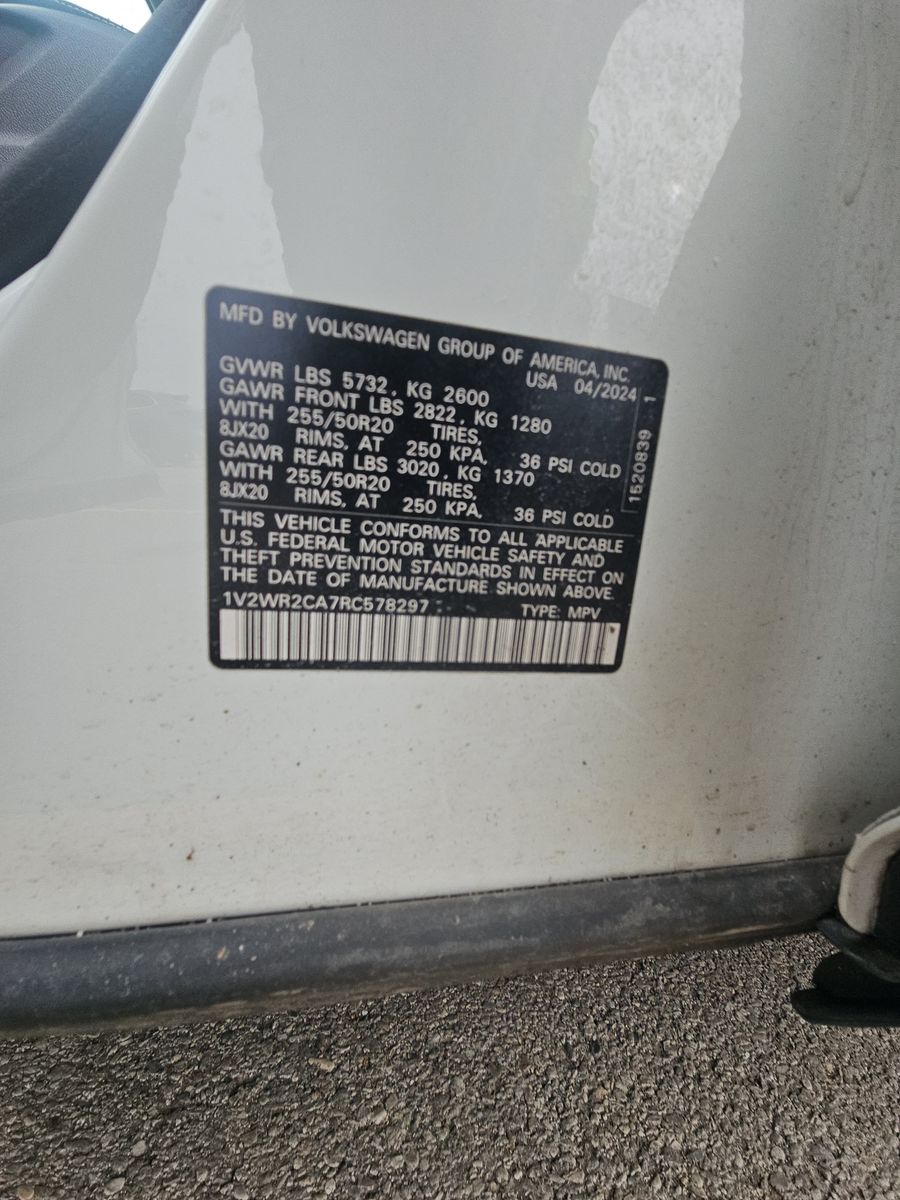 MFD BY VOLKSWAGEN GROUP OF AMERICA, INC.
USA 04/2024
GVWR LBS 5732, KG 2600
GAWR FRONT LBS 2822, KG 1280
WITH 255/50R20 TIRES,
8JX20 RIMS, AT 250 KPA, 36 PSI COLD
GAWR REAR LBS 3020, KG 1370
WITH 255/50R20 TIRES,
8JX20 RIMS, AT 250 KPA, 36 PSI COLD
1520839 1
THIS VEHICLE CONFORMS TO ALL APPLICABLE
U.S. FEDERAL MOTOR VEHICLE SAFETY AND
THEFT PREVENTION STANDARDS IN EFFECT ON
THE DATE OF MANUFACTURE SHOWN ABOVE.
1V2WR2CA7RC578297 TYPE: MPV